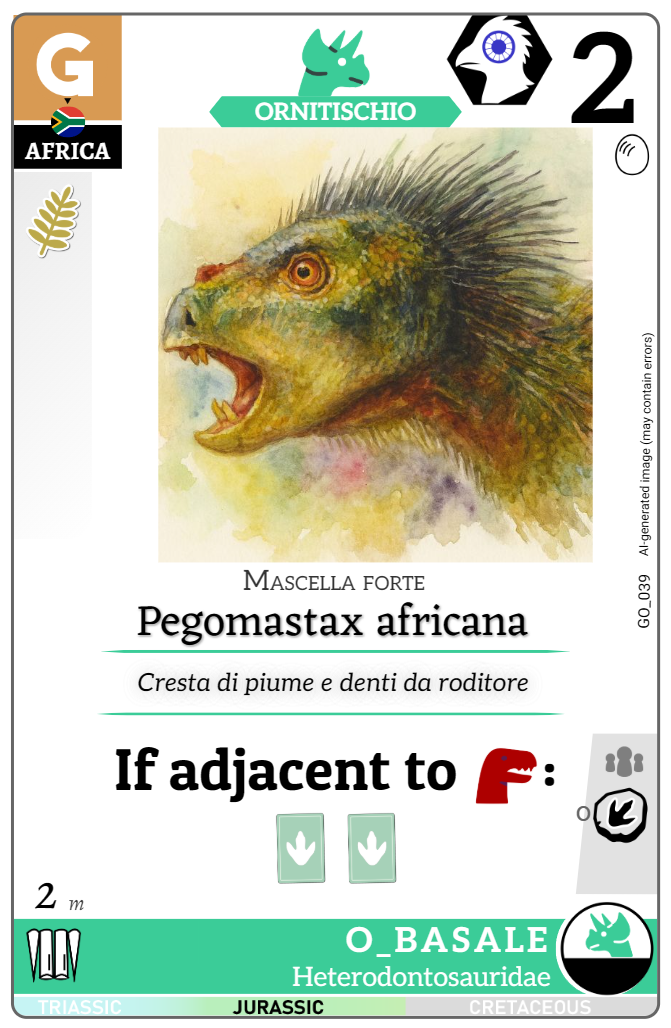 G
AFRICA
ORNITISCHIO
2
AI-generated image (may contain errors)
GO_039
Mascella forte
Pegomastax africana
Cresta di piume e denti da roditore
If adjacent to :
O
2 m
O_BASALE
Heterodontosauridae
TRIASSIC JURASSIC CRETACEOUS